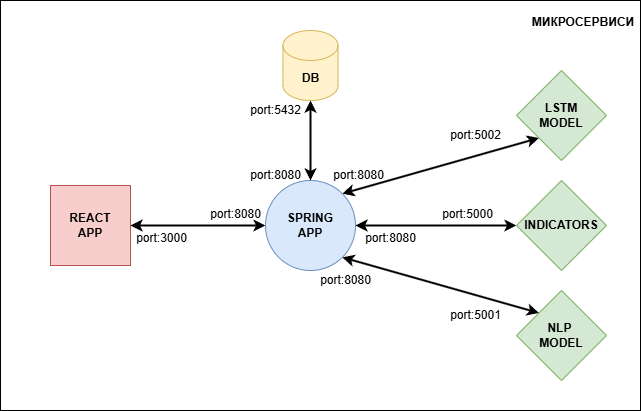 МИКРОСЕРВИСИ
DB
port:5432
port:8080
LSTM
MODEL
port:5002
port:8080
REACT
APP
port:3000
port:8080
SPRING
APP
port:5000
port:8080
INDICATORS
port:8080
port:5001
NLP
MODEL